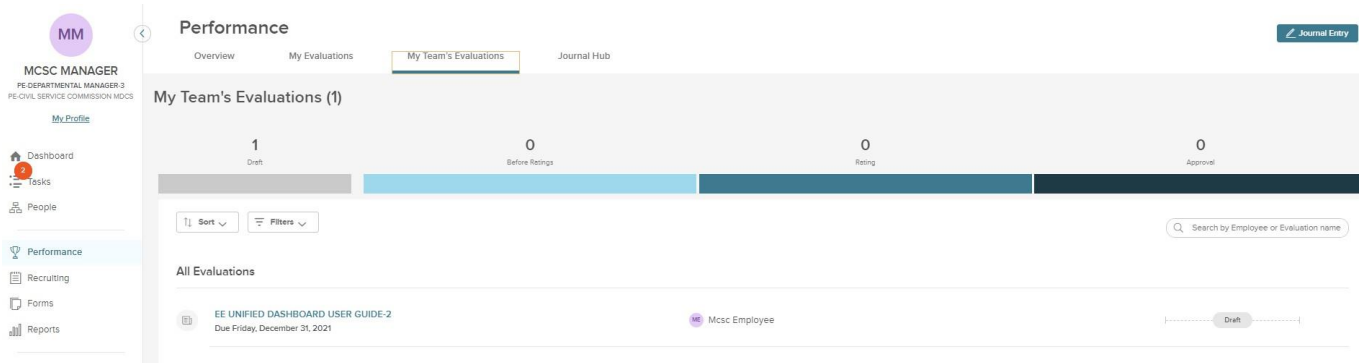 MM
MCSC MANAGER
PE-DEPARTMENTAL MANAGER-3
PE-CIVIL SERVICE COMMISSION MDCS
My Profile
Dashboard
2
Tasks
People
Performance
Recruiting
Forms
Reports
Performance
Journal Entry
Overview My Evaluations My Team's Evaluations Journal Hub
My Team's Evaluations (1)
1 0 0 0
Draft Before Ratings Rating Approval
Sort Filters Search by Employee or Evaluation name
All Evaluations
EE UNIFIED DASHBOARD USER GUIDE-2
Due Friday, December 31, 2021
ME Mcsc Employee Draft